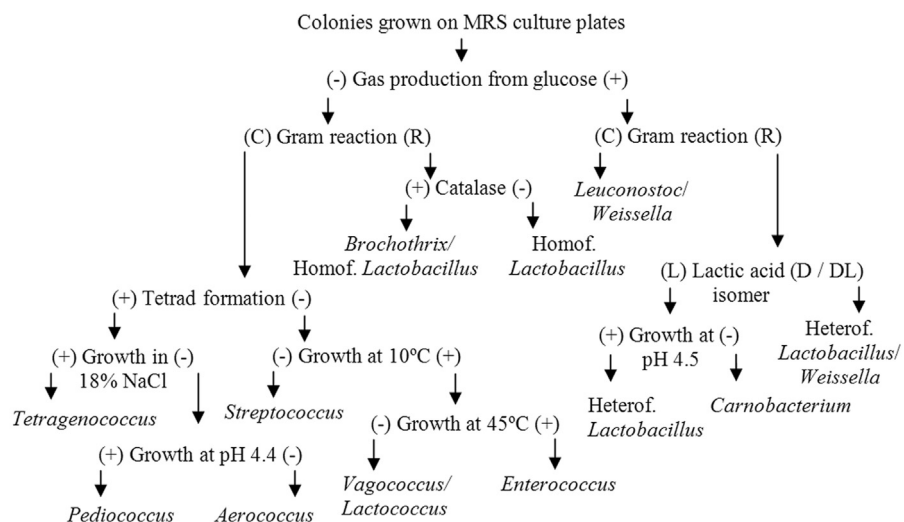 Colonies grown on MRS culture plates
(-) Gas production from glucose (+)
(C) Gram reaction (R)
(C) Gram reaction (R)
(+) Catalase (-)
Leuconostoc/
Weissella
Brochothrix/
Homof. Lactobacillus
Homof.
Lactobacillus
(L) Lactic acid (D / DL)
isomer
(+) Tetrad formation (-)
(+) Growth at (-)
pH 4.5
Heterof.
Lactobacillus/
Weissella
(+) Growth in (-)
18% NaCl
(-) Growth at 10ºC (+)
Tetragenococcus
Streptococcus
Heterof.
Lactobacillus
Carnobacterium
(-) Growth at 45ºC (+)
(+) Growth at pH 4.4 (-)
Vagococcus/
Lactococcus
Enterococcus
Pediococcus
Aerococcus